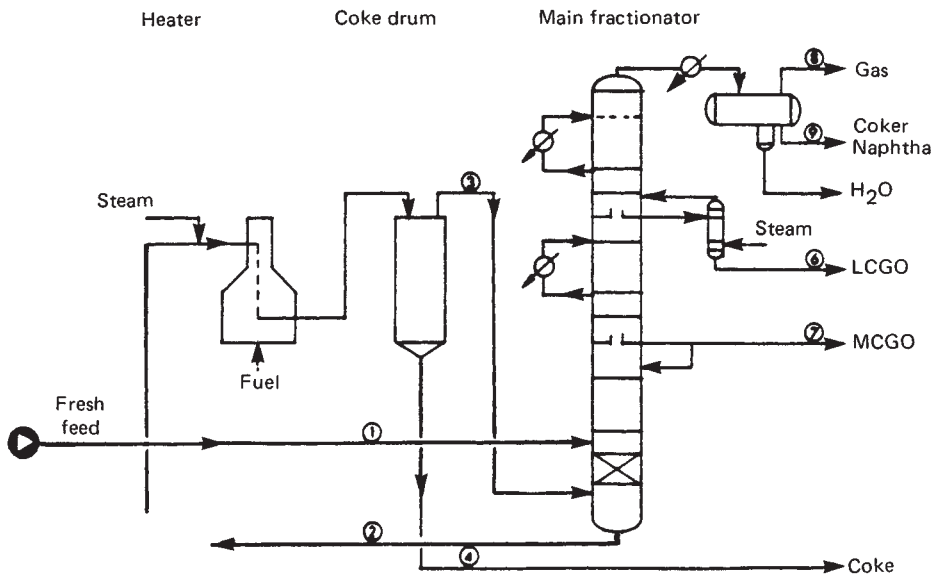 Heater
Coke drum
Main fractionator
8
Gas
9
Coker
Naphtha
H₂O
3
Steam
Steam
6
LCGO
7
MCGO
Fuel
Fresh
feed
1
2
4
Coke